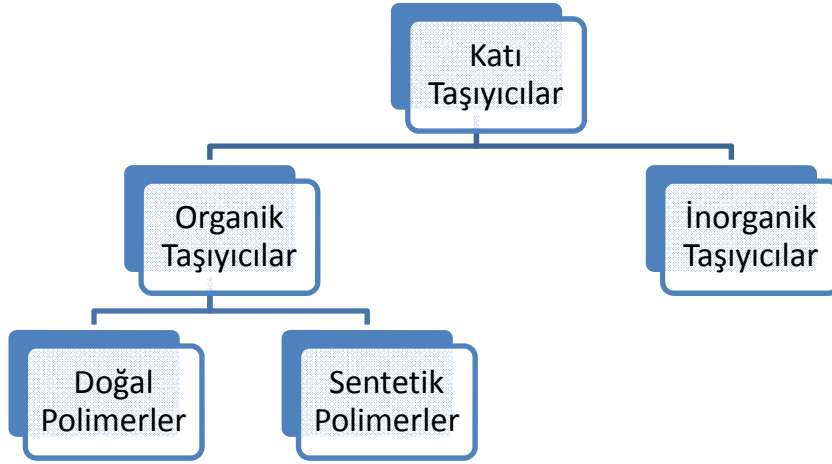 Katı
Taşıyıcılar
Organik
Taşıyıcılar
İnorganik
Taşıyıcılar
Doğal
Polimerler
Sentetik
Polimerler